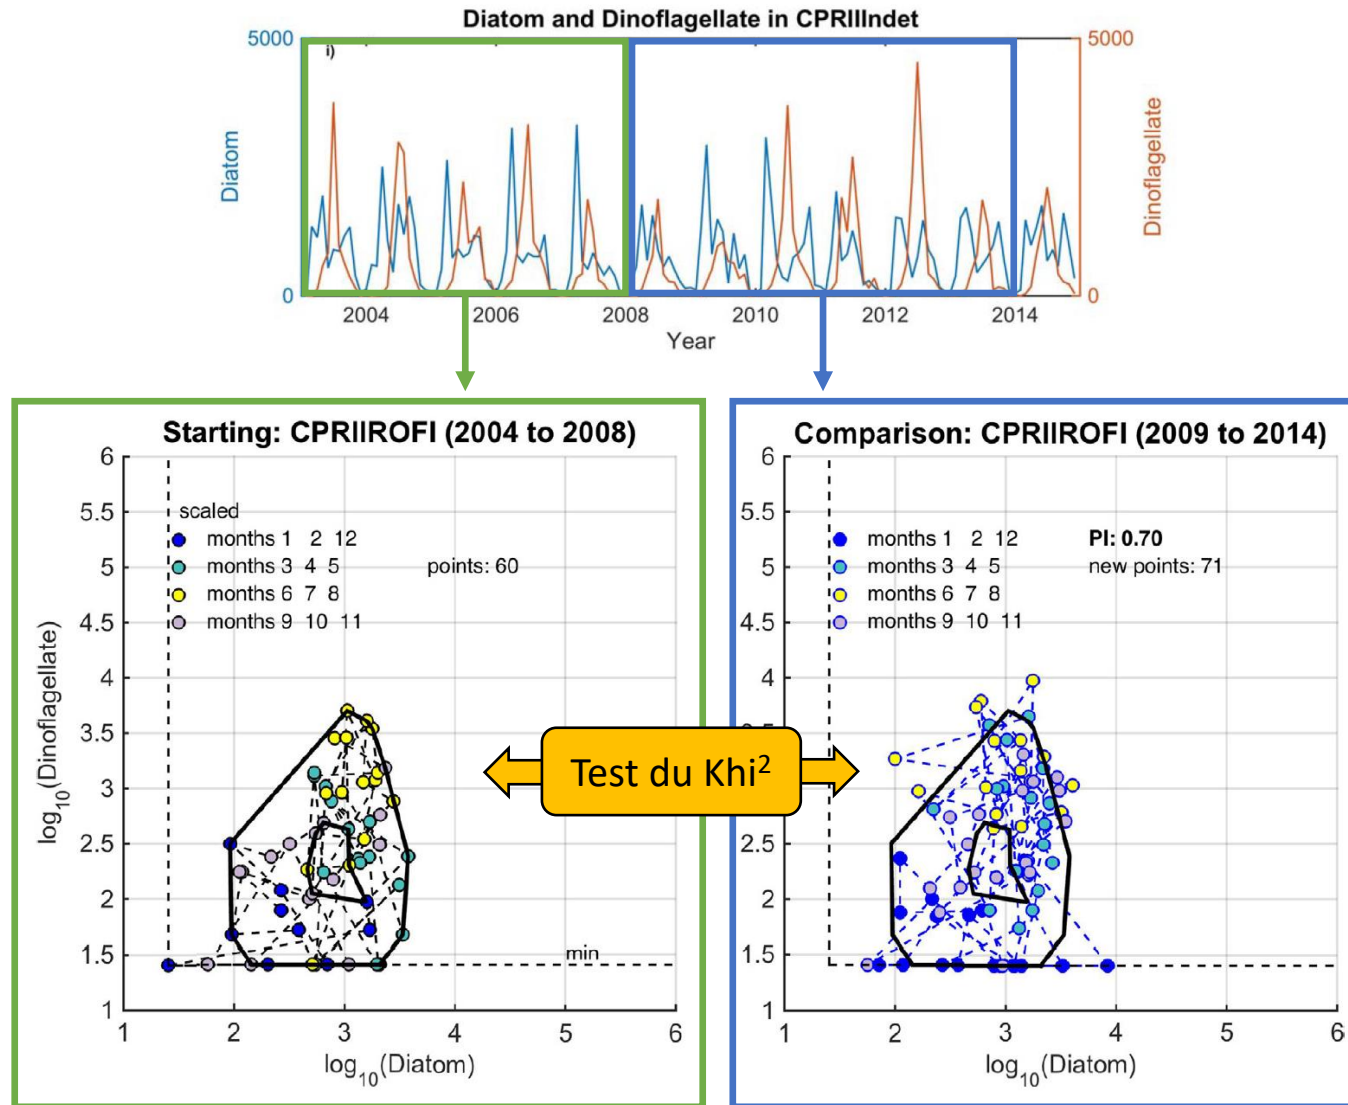 Diatom and Dinoflagellate in CPRIIIndet
5000
5000
i)
Diatom
Dinoflagellate
0
0
2004 2006 2008 2010 2012 2014
Year
Starting: CPRIIROFI (2004 to 2008)
6
5.5
5
4.5
4
3.5
3
2.5
2
1.5
1
log10(Dinoflagellate)
scaled
months 1 2 12
months 3 4 5 points: 60
months 6 7 8
months 9 10 11
min
1 2 3 4 5 6
log10(Diatom)
Test du Khi²
Comparison: CPRIIROFI (2009 to 2014)
6
5.5
5
4.5
4
3.5
3
2.5
2
1.5
1
months 1 2 12 PI: 0.70
months 3 4 5 new points: 71
months 6 7 8
months 9 10 11
1 2 3 4 5 6
log10(Diatom)